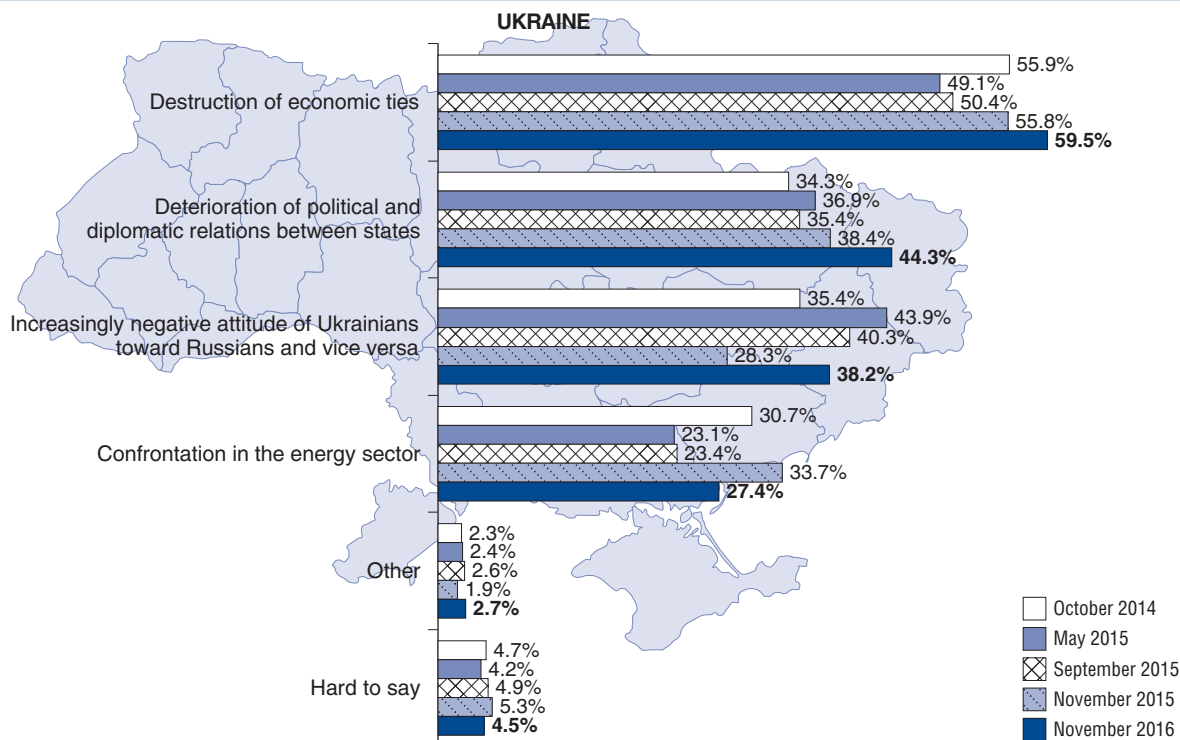 UKRAINE
Destruction of economic ties
55.9%
49.1%
50.4%
55.8%
59.5%
Deterioration of political and
diplomatic relations between states
34.3%
36.9%
35.4%
38.4%
44.3%
Increasingly negative attitude of Ukrainians
toward Russians and vice versa
35.4%
43.9%
40.3%
28.3%
38.2%
Confrontation in the energy sector
30.7%
23.1%
23.4%
33.7%
27.4%
Other
2.3%
2.4%
2.6%
1.9%
2.7%
Hard to say
4.7%
4.2%
4.9%
5.3%
4.5%
October 2014
May 2015
September 2015
November 2015
November 2016